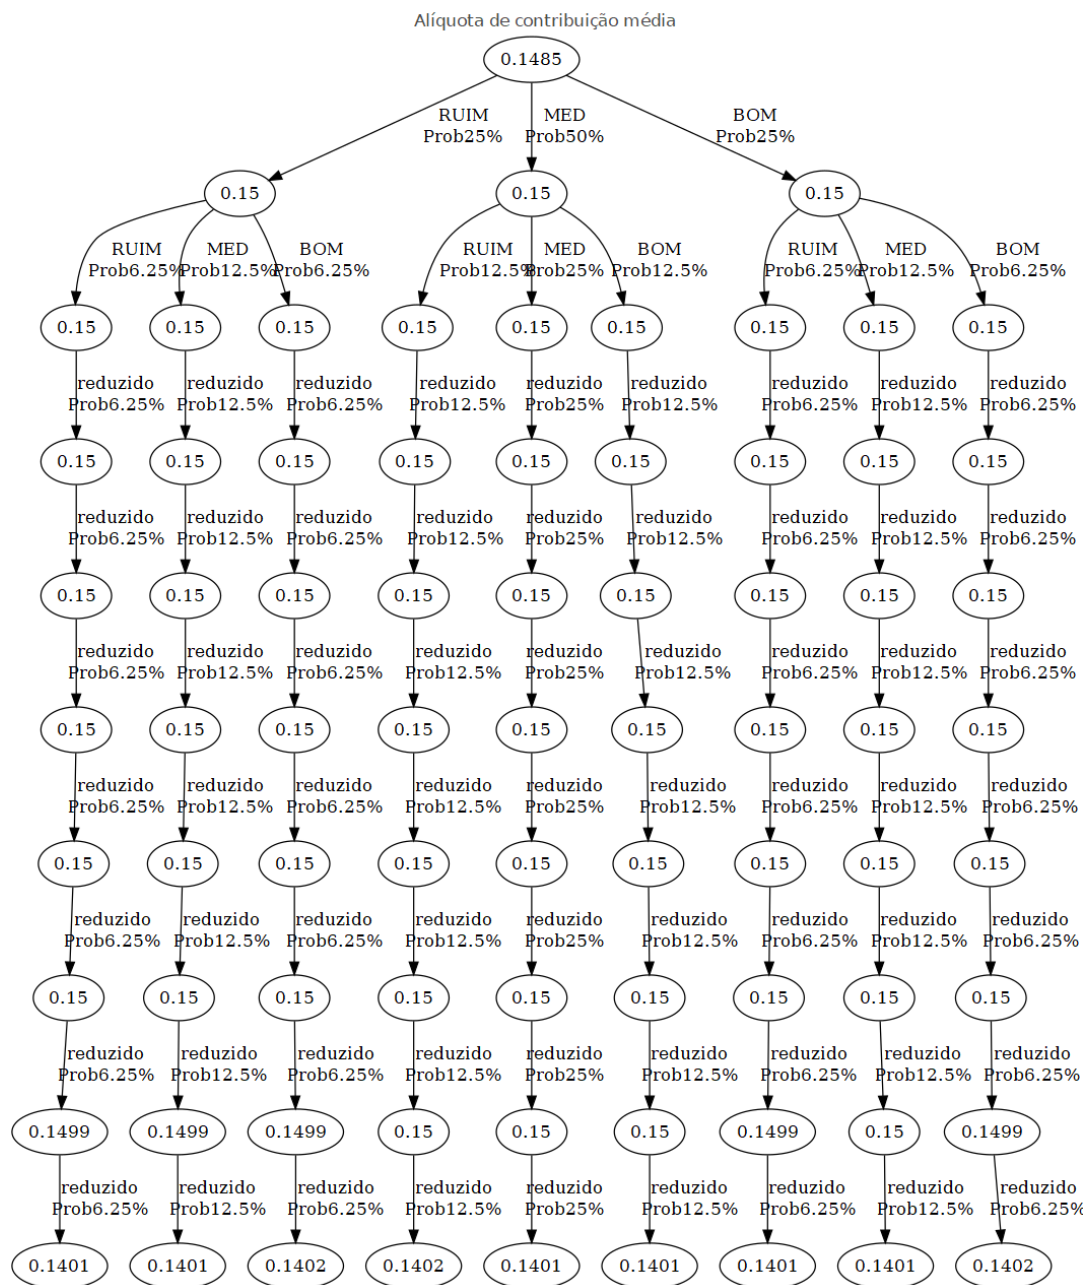 Alíquota de contribuição média
0.1485
RUIM MED BOM
Prob25% Prob50% Prob25%
0.15 0.15 0.15
RUIM MED BOM RUIM MED BOM RUIM MED BOM
Prob6.25% Prob12.5% Prob6.25% Prob12.5% Prob25% Prob12.5% Prob6.25% Prob12.5% Prob6.25%
0.15 0.15 0.15 0.15 0.15 0.15 0.15 0.15 0.15
reduzido reduzido reduzido reduzido reduzido reduzido reduzido reduzido reduzido
Prob6.25% Prob12.5% Prob6.25% Prob12.5% Prob25% Prob12.5% Prob6.25% Prob12.5% Prob6.25%
0.15 0.15 0.15 0.15 0.15 0.15 0.15 0.15 0.15
reduzido reduzido reduzido reduzido reduzido reduzido reduzido reduzido reduzido
Prob6.25% Prob12.5% Prob6.25% Prob12.5% Prob25% Prob12.5% Prob6.25% Prob12.5% Prob6.25%
0.15 0.15 0.15 0.15 0.15 0.15 0.15 0.15 0.15
reduzido reduzido reduzido reduzido reduzido reduzido reduzido reduzido reduzido
Prob6.25% Prob12.5% Prob6.25% Prob12.5% Prob25% Prob12.5% Prob6.25% Prob12.5% Prob6.25%
0.15 0.15 0.15 0.15 0.15 0.15 0.15 0.15 0.15
reduzido reduzido reduzido reduzido reduzido reduzido reduzido reduzido reduzido
Prob6.25% Prob12.5% Prob6.25% Prob12.5% Prob25% Prob12.5% Prob6.25% Prob12.5% Prob6.25%
0.15 0.15 0.15 0.15 0.15 0.15 0.15 0.15 0.15
reduzido reduzido reduzido reduzido reduzido reduzido reduzido reduzido reduzido
Prob6.25% Prob12.5% Prob6.25% Prob12.5% Prob25% Prob12.5% Prob6.25% Prob12.5% Prob6.25%
0.15 0.15 0.15 0.15 0.15 0.15 0.15 0.15 0.15
reduzido reduzido reduzido reduzido reduzido reduzido reduzido reduzido reduzido
Prob6.25% Prob12.5% Prob6.25% Prob12.5% Prob25% Prob12.5% Prob6.25% Prob12.5% Prob6.25%
0.1499 0.1499 0.1499 0.15 0.15 0.15 0.1499 0.15 0.1499
reduzido reduzido reduzido reduzido reduzido reduzido reduzido reduzido reduzido
Prob6.25% Prob12.5% Prob6.25% Prob12.5% Prob25% Prob12.5% Prob6.25% Prob12.5% Prob6.25%
0.1401 0.1401 0.1402 0.1402 0.1401 0.1401 0.1401 0.1401 0.1402